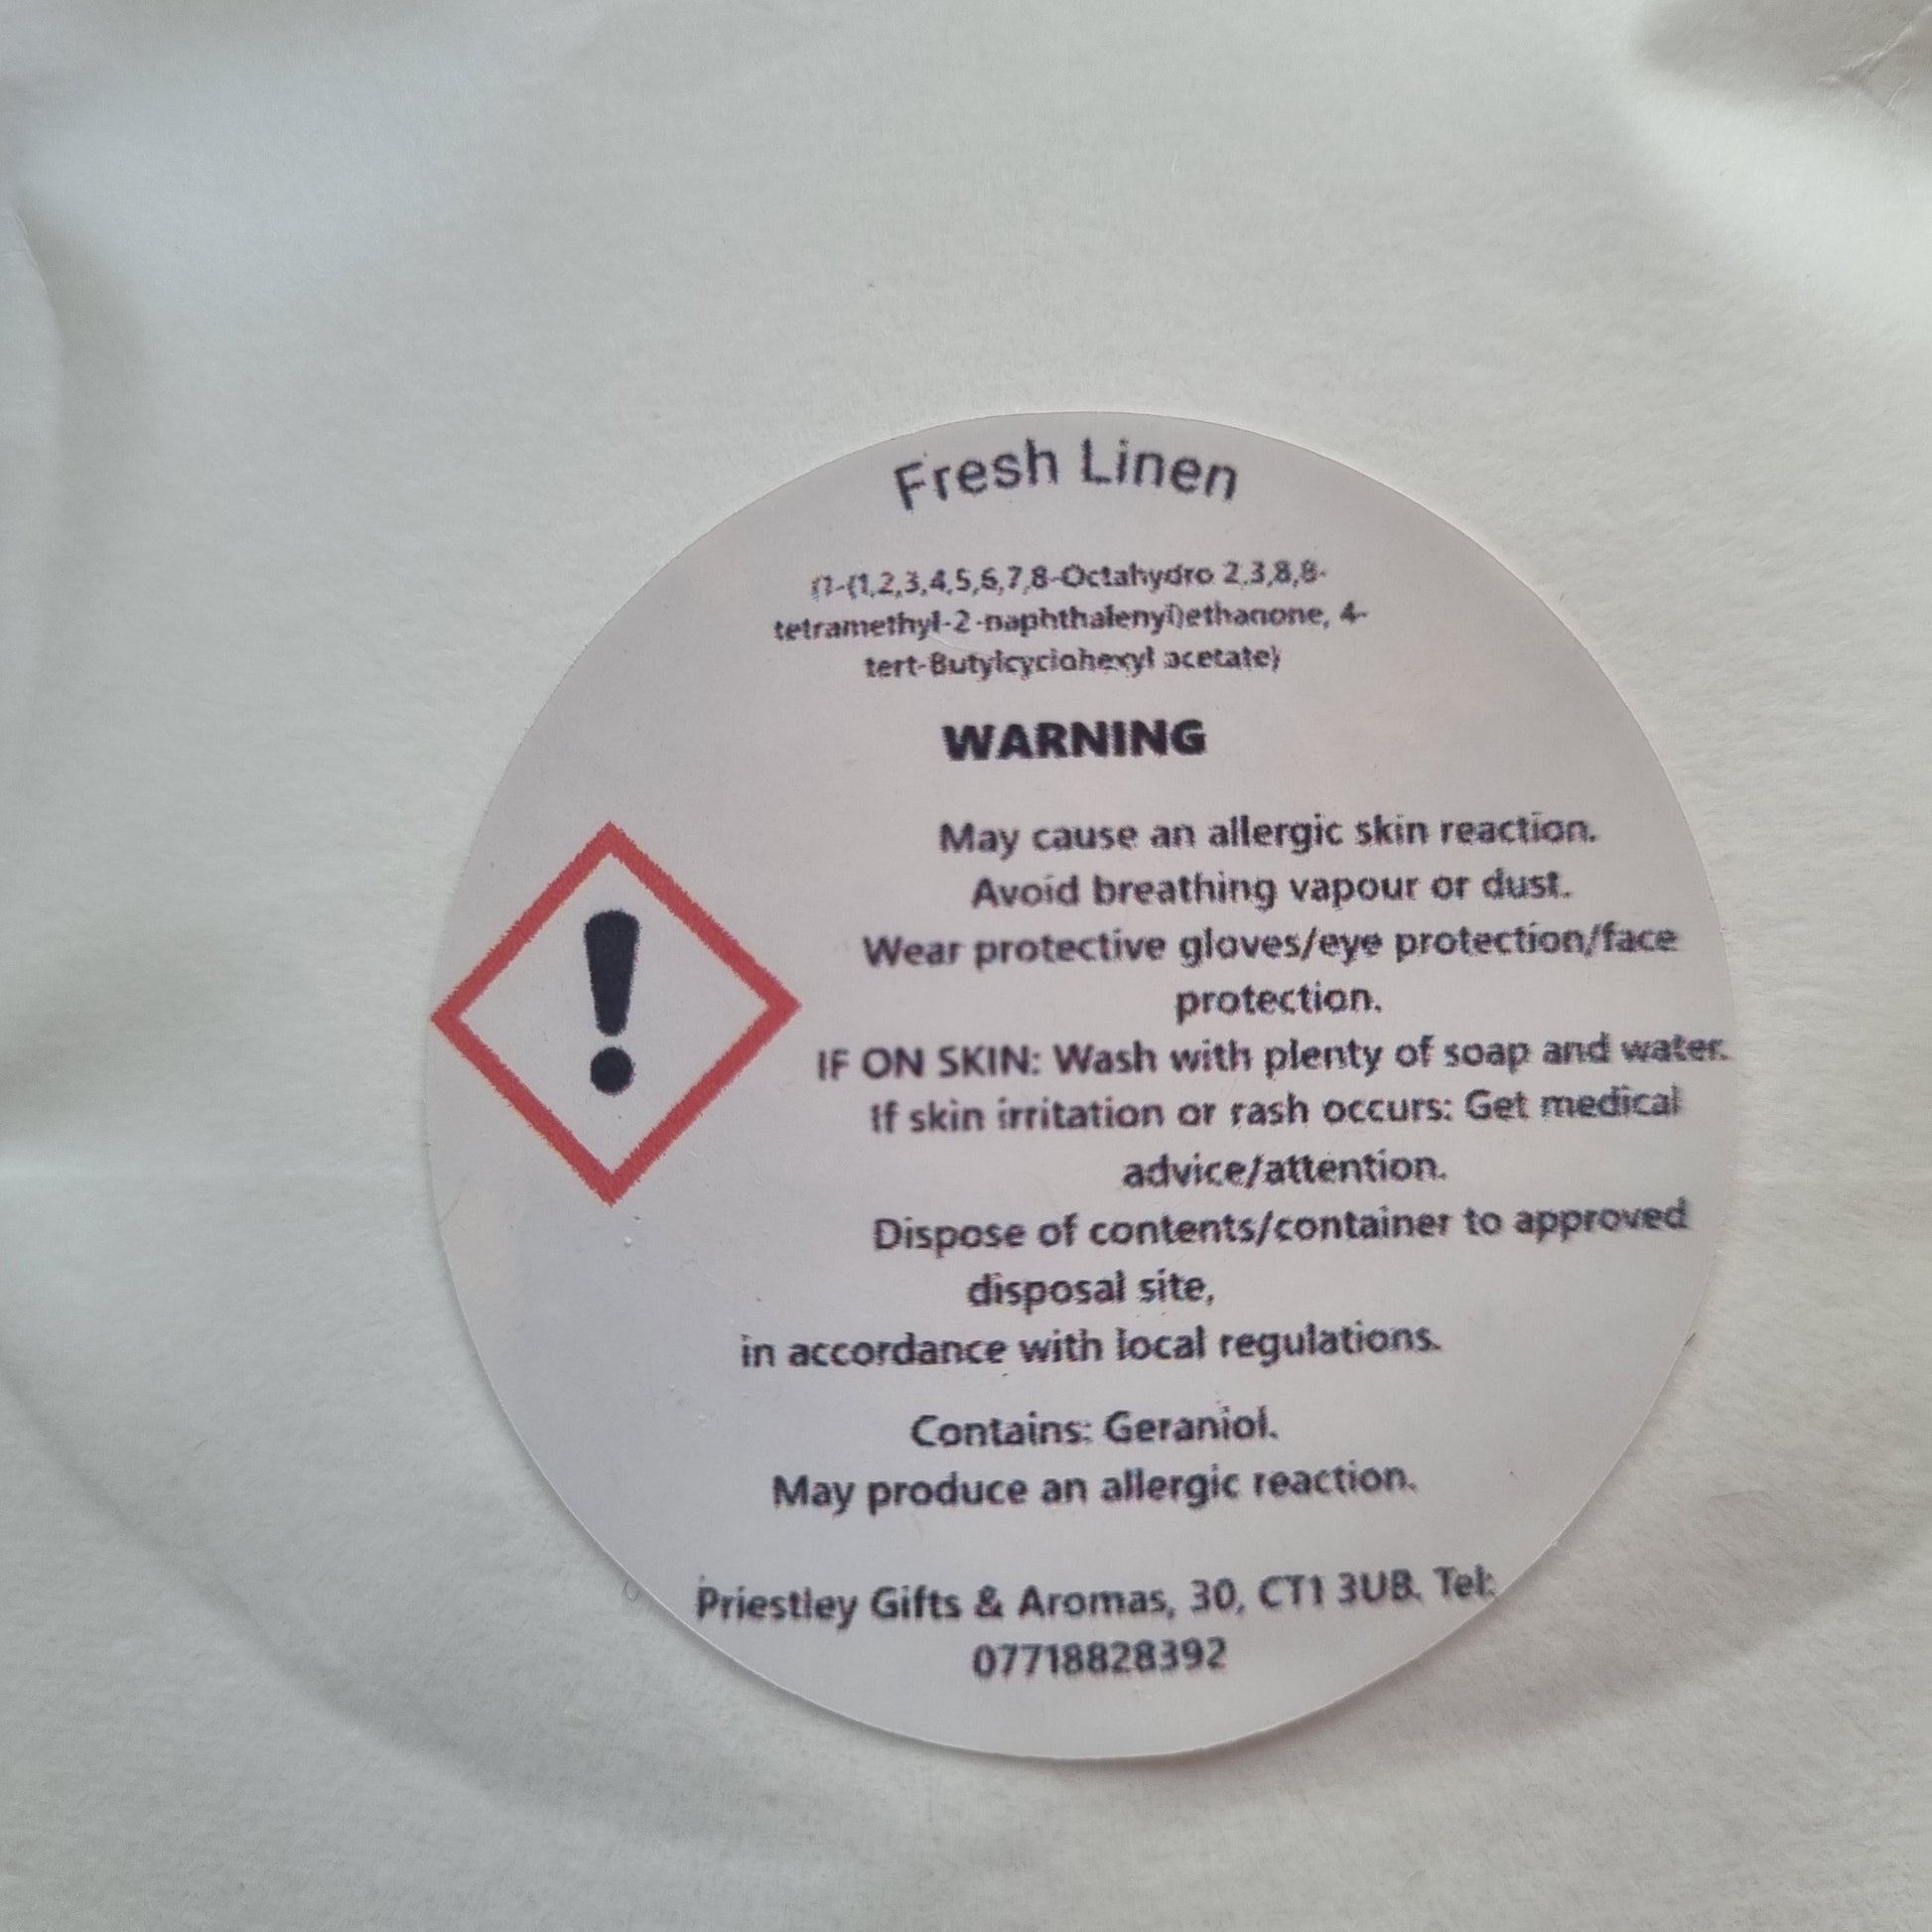 Fresh Linen
(1-(1,2,3,4,5,6,7,8-Octahydro 2,3,8,8-
tetramethyl-2-naphthalenyl)ethanone, 4-
tert-Butylcyclohexyl acetate)
WARNING
May cause an allergic skin reaction.
Avoid breathing vapour or dust.
Wear protective gloves/eye protection/face
protection.
IF ON SKIN: Wash with plenty of soap and water.
If skin irritation or rash occurs: Get medical
advice/attention.
Dispose of contents/container to approved
disposal site,
in accordance with local regulations.
Contains: Geraniol.
May produce an allergic reaction.
Priestley Gifts & Aromas, 30, CT1 3UB. Tel:
07718828392